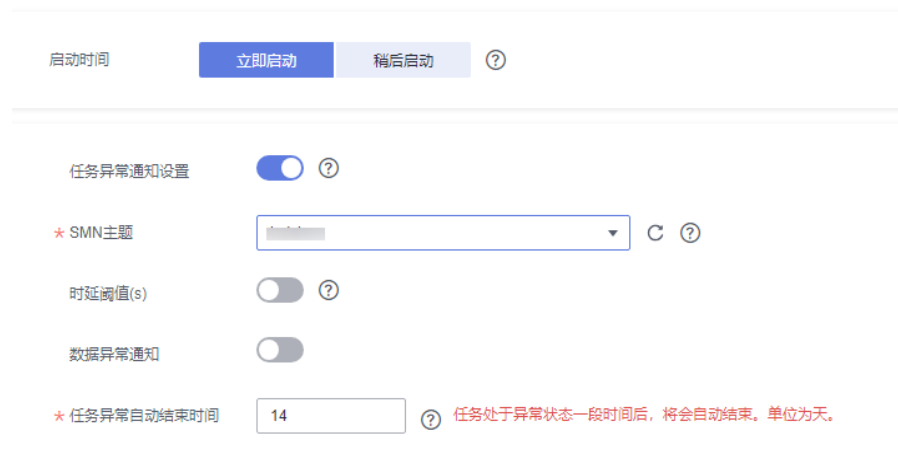 启动时间 立即启动 稍后启动 ?
任务异常通知设置 ?
* SMN主题 ?
时延阈值(s) ?
数据异常通知
* 任务异常自动结束时间 14 ? 任务处于异常状态一段时间后，将会自动结束。单位为天。